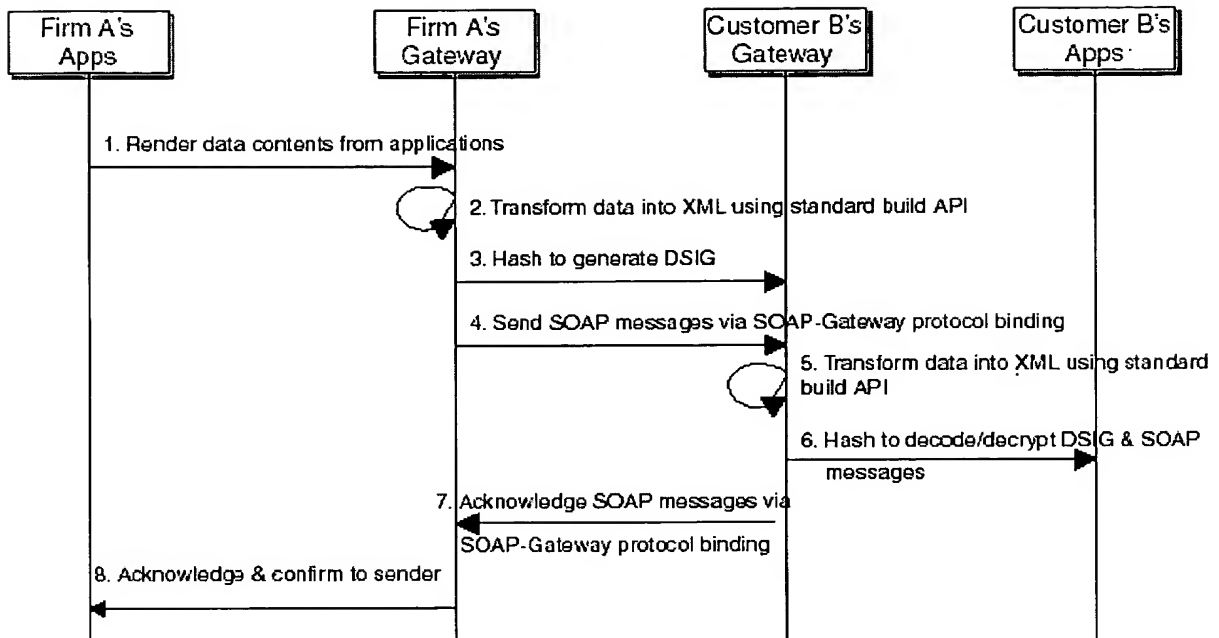 Firm A's
Apps
Firm A's
Gateway
Customer B's
Gateway
Customer B's
Apps
1. Render data contents from applications
2. Transform data into XML using standard build API
3. Hash to generate DSIG
4. Send SOAP messages via SOAP-Gateway protocol binding
5. Transform data into XML using standard
build API
6. Hash to decode/decrypt DSIG & SOAP
messages
7. Acknowledge SOAP messages via
SOAP-Gateway protocol binding
8. Acknowledge & confirm to sender